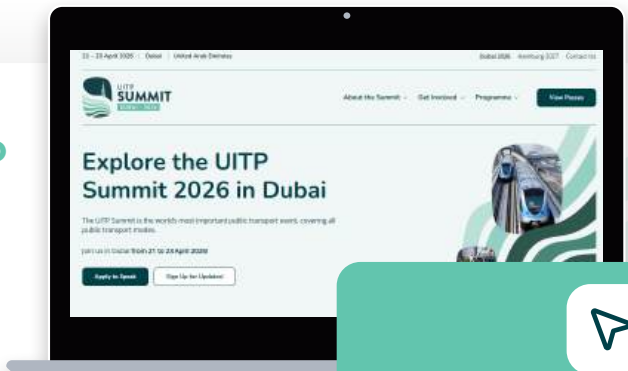 21 - 23 April 2026 Dubai United Arab Emirates
Dubai 2026 Hamburg 2027 Contact Us
UITP
SUMMIT
DUBAI 2026
About the Summit Get Involved Programme View Passes
Explore the UITP
Summit 2026 in Dubai
The UITP Summit is the world's most important public transport event, covering all
public transport modes.
Join us in Dubai from 21 to 23 April 2026!
Apply to Speak Sign Up for Updates!